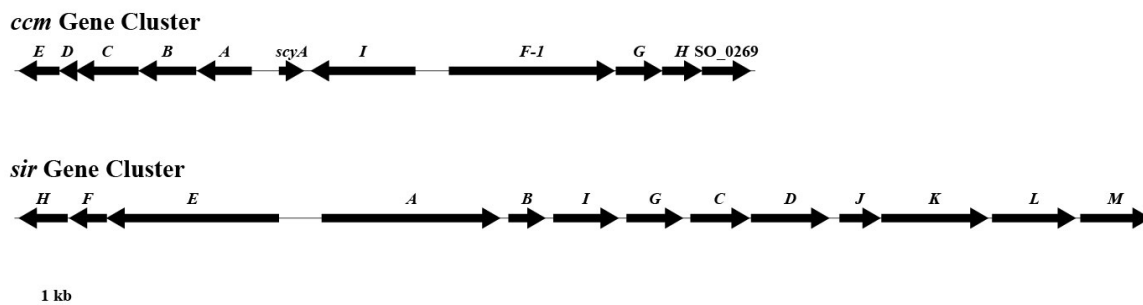 ccm Gene Cluster
E D C B A scyA I F-1 G H SO_0269
sir Gene Cluster
H F E A B I G C D J K L M
1 kb